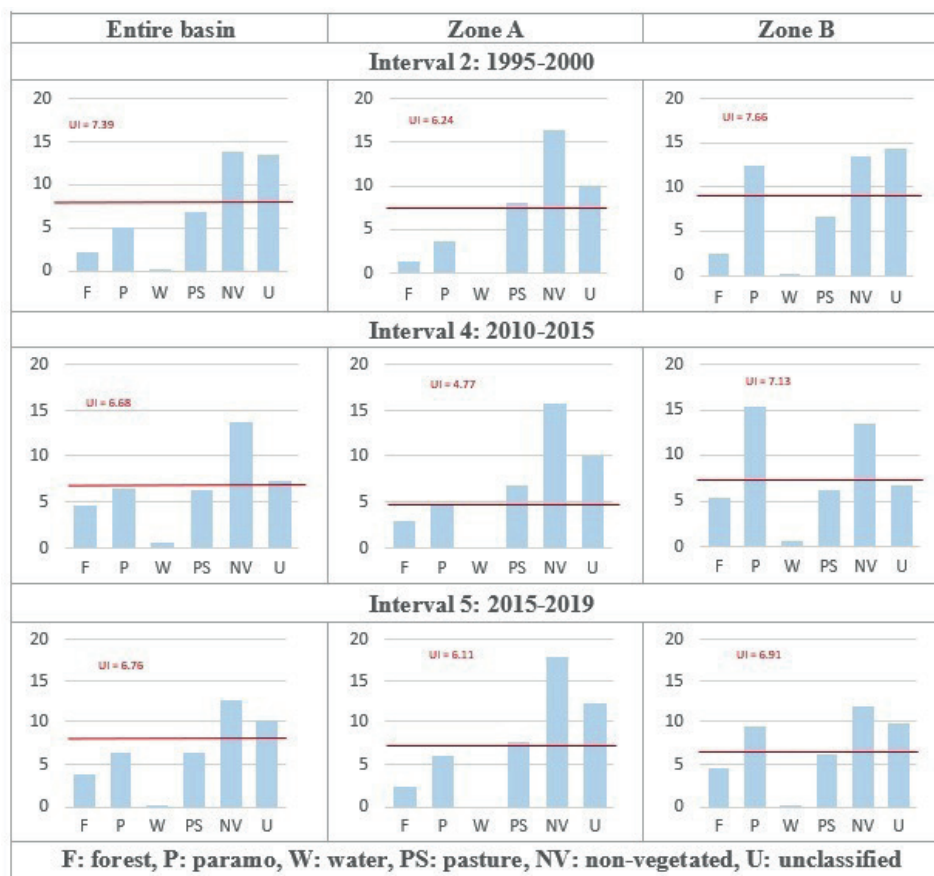 Entire basin Zone A Zone B
Interval 2: 1995-2000
20 15 10 5 0 UI = 7.39 F P W PS NV U
20 15 10 5 0 UI = 6.24 F P W PS NV U
20 15 10 5 0 UI = 7.66 F P W PS NV U
Interval 4: 2010-2015
20 15 10 5 0 UI = 6.68 F P W PS NV U
20 15 10 5 0 UI = 4.77 F P W PS NV U
20 15 10 5 0 UI = 7.13 F P W PS NV U
Interval 5: 2015-2019
20 15 10 5 0 UI = 6.76 F P W PS NV U
20 15 10 5 0 UI = 6.11 F P W PS NV U
20 15 10 5 0 UI = 6.91 F P W PS NV U
F: forest, P: paramo, W: water, PS: pasture, NV: non-vegetated, U: unclassified